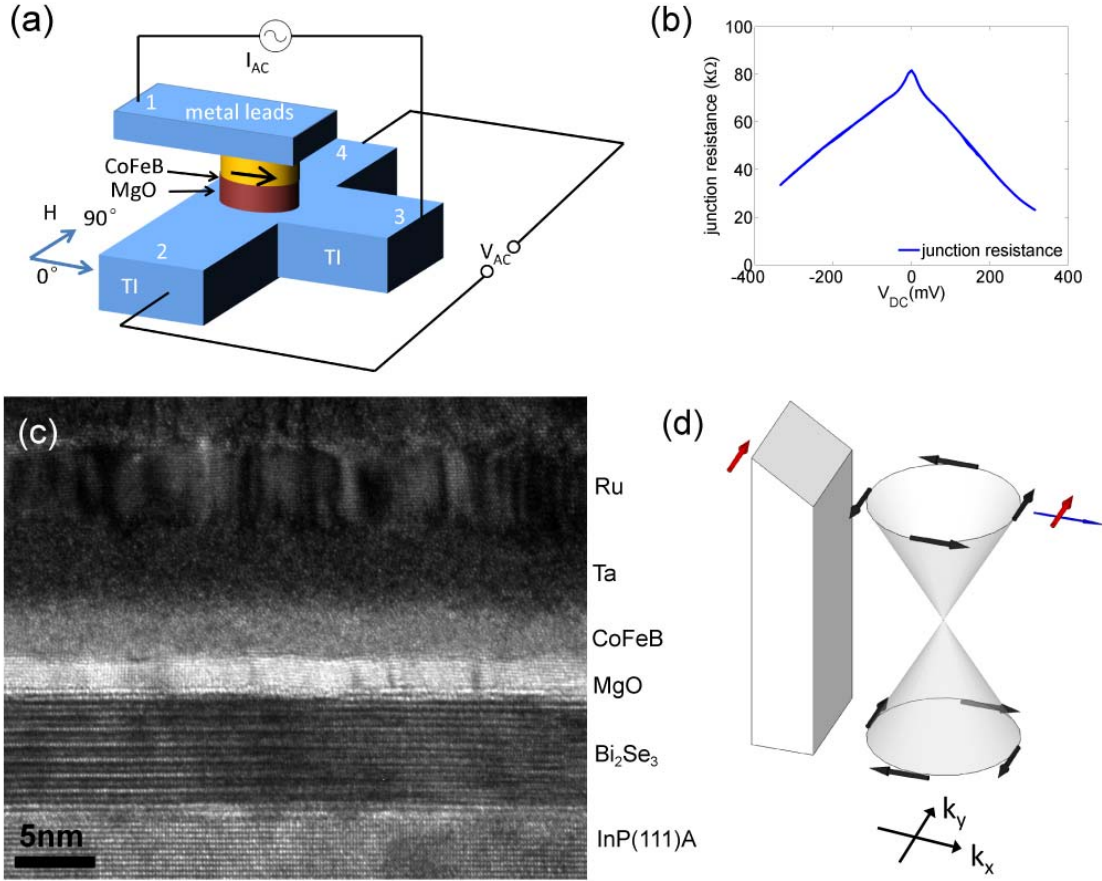 (a)
I_AC
1
metal leads
4
CoFeB
MgO
H
90°
3
0°
2
TI
TI
V_AC
(b)
junction resistance (kΩ)
100
80
60
40
20
0
-400
-200
0
200
400
V_DC(mV)
junction resistance
(c)
Ru
Ta
CoFeB
MgO
Bi₂Se₃
InP(111)A
5nm
(d)
k_y
k_x